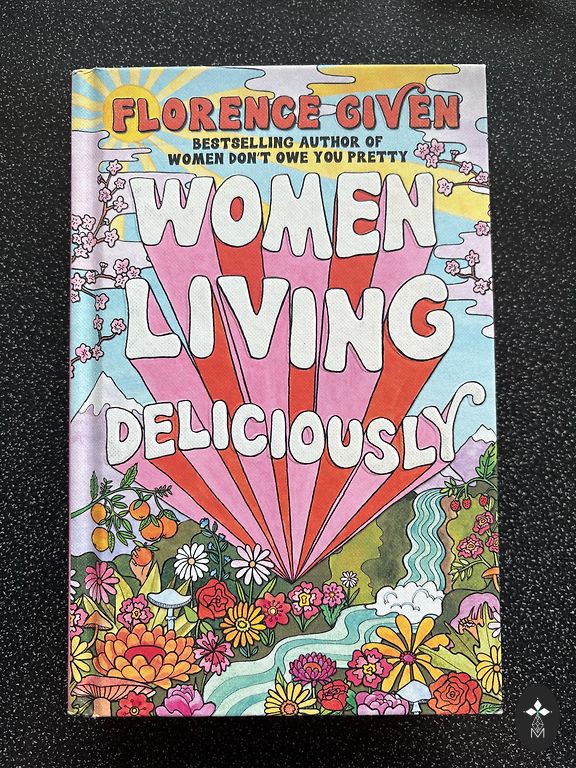 FLORENCE GIVEN
BESTSELLING AUTHOR OF
WOMEN DON'T OWE YOU PRETTY
WOMEN
LIVING
DELICIOUSLY